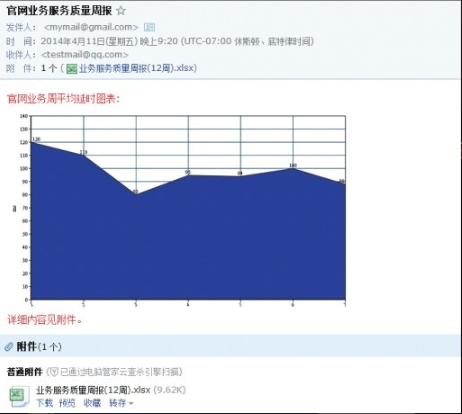 官网业务服务质量周报
发件人： <mymail@gmail.com>
时 间： 2014年4月11日(星期五) 晚上9:20 (UTC-07:00 休斯顿、底特律时间)
收件人： <testmail@qq.com>
附 件： 1 个 ( 业务服务质量周报(12周).xlsx)
官网业务周平均延时图表：
140
130
120
110
100
90
80
70
60
50
40
30
20
10
0
120
110
80
95
94
100
1 2 3 4 5 6 7
详细内容见附件。
附件(1 个)
普通附件 (已通过电脑管家云查杀引擎扫描)
业务服务质量周报(12周).xlsx (9.62K)
下载 预览 收藏 转存